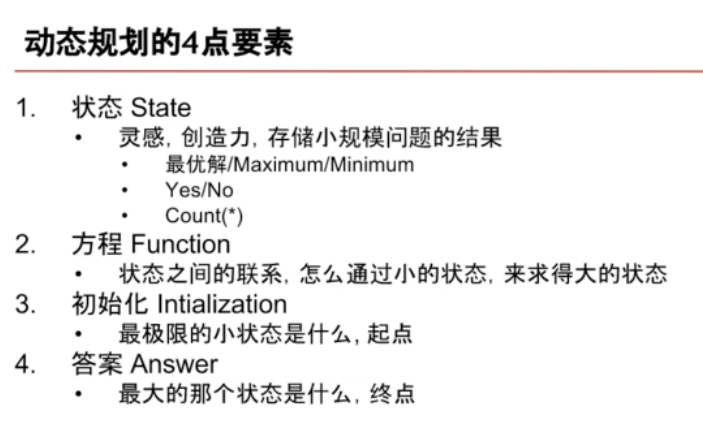 动态规划的4点要素
1. 状态 State
• 灵感, 创造力, 存储小规模问题的结果
• 最优解/Maximum/Minimum
• Yes/No
• Count(*)
2. 方程 Function
• 状态之间的联系, 怎么通过小的状态, 来求得大的状态
3. 初始化 Intialization
• 最极限的小状态是什么, 起点
4. 答案 Answer
• 最大的那个状态是什么, 终点